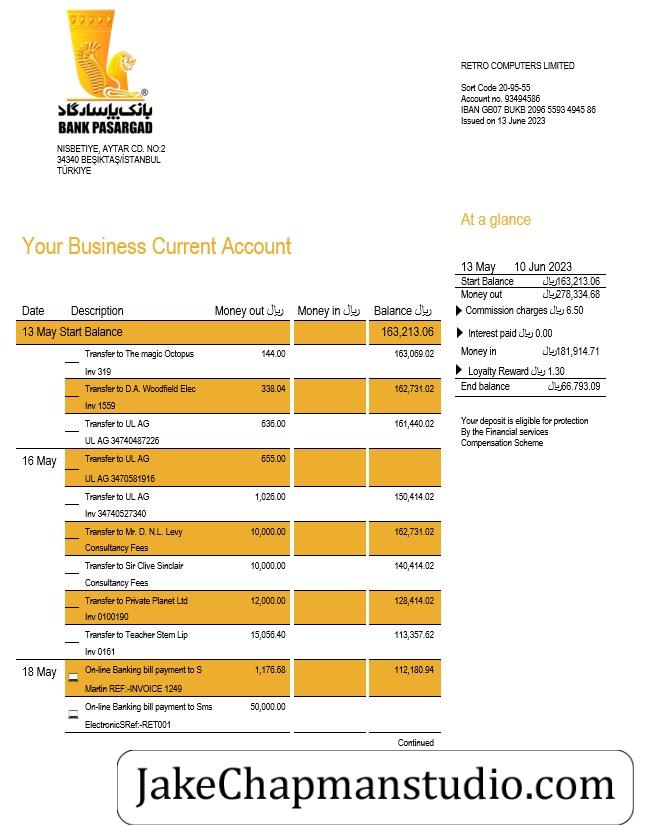 ®
بانک پاسارگاد
BANK PASARGAD
NISBETIYE, AYTAR CD. NO:2
34340 BEŞIKTAŞ/İSTANBUL
TÜRKIYE
RETRO COMPUTERS LIMITED
Sort Code 20-95-55
Account no. 93494586
IBAN GB07 BUKB 2096 5593 4945 86
Issued on 13 June 2023
At a glance
13 May 10 Jun 2023
Start Balance ﷼163,213.06
Money out ﷼278,334.68
Commission charges ﷼ 6.50
Interest paid ﷼ 0.00
Money in ﷼181,914.71
Loyalty Reward ﷼ 1.30
End balance ﷼66.793.09
Your deposit is eligible for protection
By the Financial services
Compensation Scheme
Your Business Current Account
Date Description Money out ﷼ Money in ﷼ Balance ﷼
13 May Start Balance 163,213.06
Transfer to The magic Octopus 144.00 163,069.02
Inv 319
Transfer to D.A. Woodfield Elec 338.04 162,731.02
Inv 1559
Transfer to UL AG 636.00 161,440.02
UL AG 34740487226
16 May Transfer to UL AG 655.00
UL AG 3470581916
Transfer to UL AG 1,026.00 150,414.02
Inv 34740527340
Transfer to Mr. D. N.L. Levy 10,000.00 162,731.02
Consultancy Fees
Transfer to Sir Clive Sinclair 10,000.00 140,414.02
Consultancy Fees
Transfer to Private Planet Ltd 12,000.00 128,414.02
Inv 0100190
Transfer to Teacher Stem Lip 15,056.40 113,357.62
Inv 0161
18 May On-line Banking bill payment to S 1,176.68 112,180.94
Martin REF:-INVOICE 1249
On-line Banking bill payment to Sms 50,000.00
ElectronicSRef:-RET001
Continued
JakeChapmanstudio.com